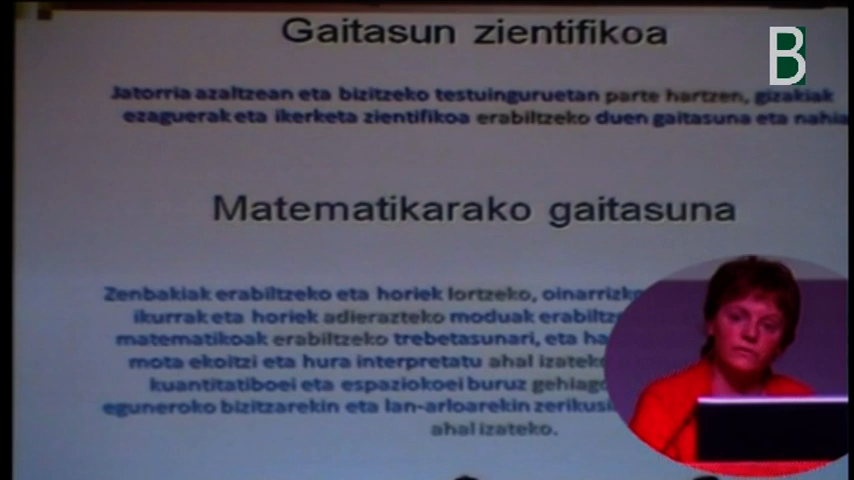 B
Gaitasun zientifikoa
Jatorria azaltzean eta bizitzeko testuinguruetan parte hartzen, gizakiak
ezaguerak eta ikerketa zientifikoa erabiltzeko duen gaitasuna eta nahia
Matematikarako gaitasuna
Zenbakiak erabiltzeko eta horiek lortzeko,
ikurrak eta horiek adierazteko moduak
matematikoak erabiltzeko trebetasunari, eta
mota ekoitzi eta hura interpretatu ahal
kuantitatiboei eta espaziokoei buruz
eguneroko bizitzarekin eta lan-arloarekin
ahal izateko.